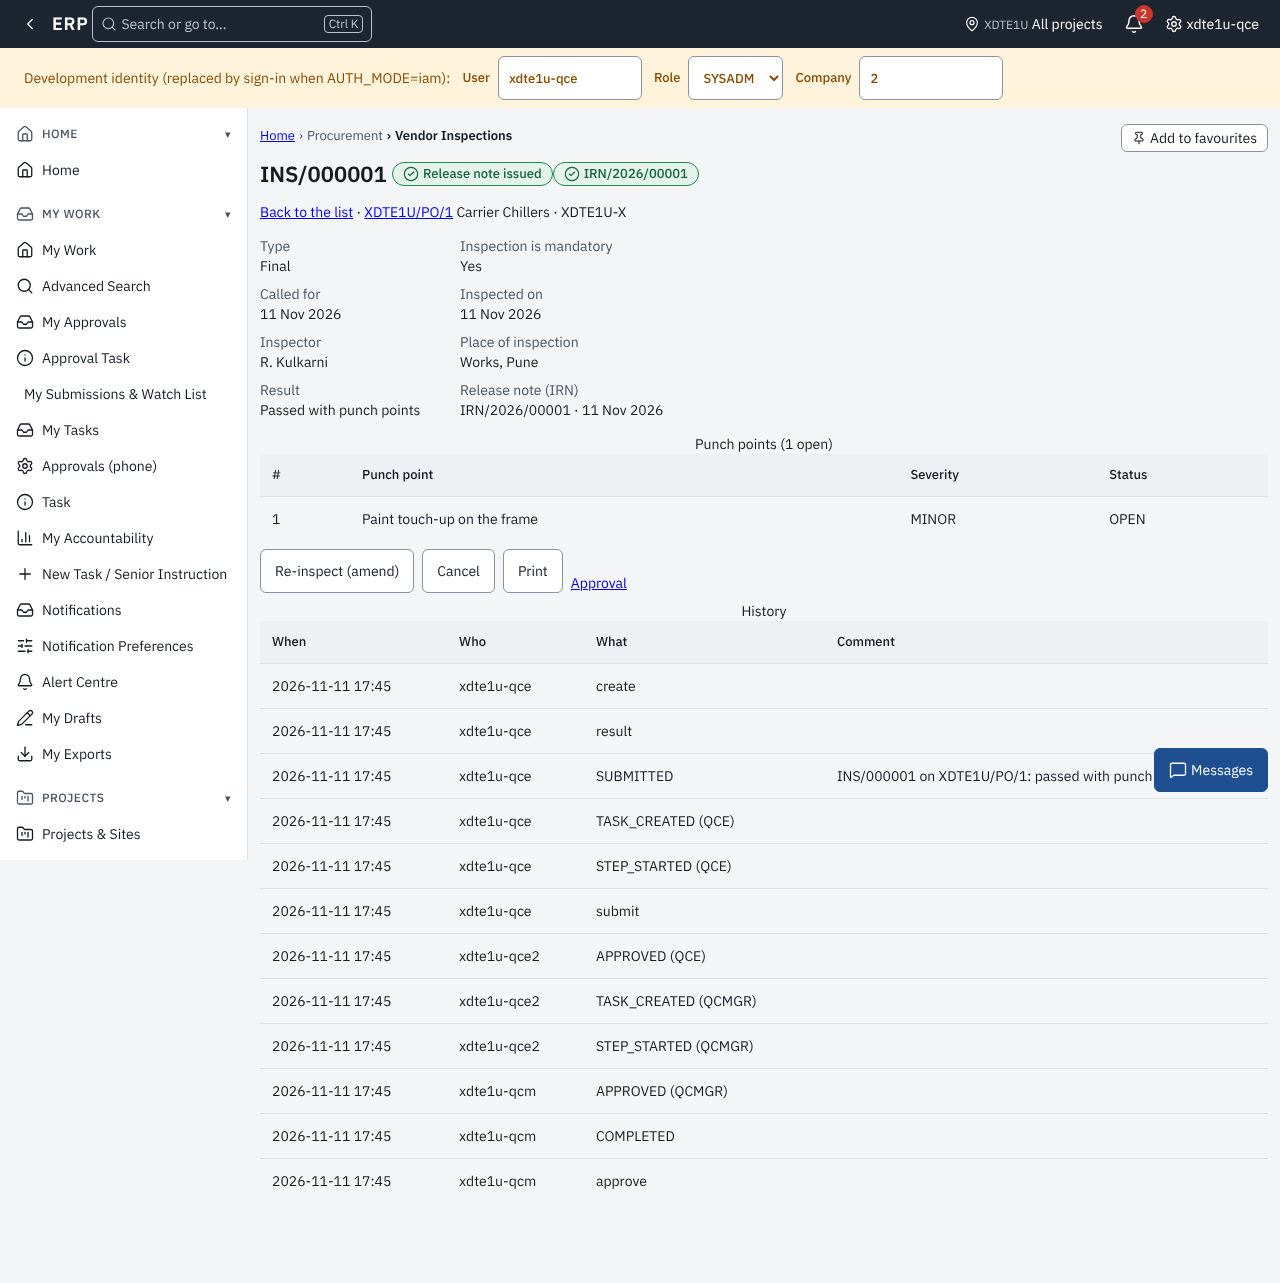 ERP Search or go to... Ctrl K XDTE1U All projects 2 xdte1u-qce
Development identity (replaced by sign-in when AUTH_MODE=iam): User xdte1u-qce Role SYSADM Company 2
HOME
Home
MY WORK
My Work
Advanced Search
My Approvals
Approval Task
My Submissions & Watch List
My Tasks
Approvals (phone)
Task
My Accountability
New Task / Senior Instruction
Notifications
Notification Preferences
Alert Centre
My Drafts
My Exports
PROJECTS
Projects & Sites
Home › Procurement › Vendor Inspections
Add to favourites
INS/000001 Release note issued IRN/2026/00001
Back to the list · XDTE1U/PO/1 Carrier Chillers · XDTE1U-X
Type Inspection is mandatory
Final Yes
Called for Inspected on
11 Nov 2026 11 Nov 2026
Inspector Place of inspection
R. Kulkarni Works, Pune
Result Release note (IRN)
Passed with punch points IRN/2026/00001 · 11 Nov 2026
Punch points (1 open)
# Punch point Severity Status
1 Paint touch-up on the frame MINOR OPEN
Re-inspect (amend) Cancel Print Approval
History
When Who What Comment
2026-11-11 17:45 xdte1u-qce create
2026-11-11 17:45 xdte1u-qce result
2026-11-11 17:45 xdte1u-qce SUBMITTED INS/000001 on XDTE1U/PO/1: passed with punch
Messages
2026-11-11 17:45 xdte1u-qce TASK_CREATED (QCE)
2026-11-11 17:45 xdte1u-qce STEP_STARTED (QCE)
2026-11-11 17:45 xdte1u-qce submit
2026-11-11 17:45 xdte1u-qce2 APPROVED (QCE)
2026-11-11 17:45 xdte1u-qce2 TASK_CREATED (QCMGR)
2026-11-11 17:45 xdte1u-qce2 STEP_STARTED (QCMGR)
2026-11-11 17:45 xdte1u-qcm APPROVED (QCMGR)
2026-11-11 17:45 xdte1u-qcm COMPLETED
2026-11-11 17:45 xdte1u-qcm approve